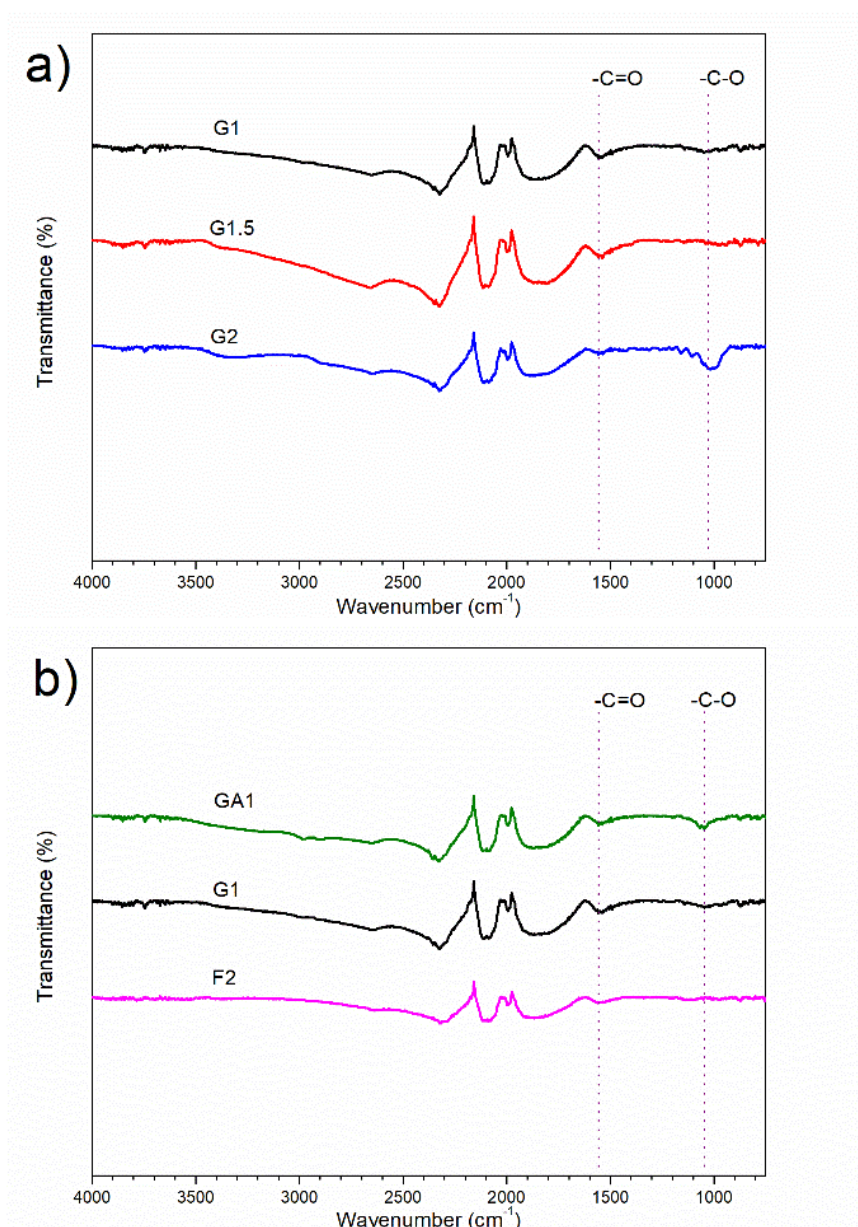 a)
-C=O -C-O
G1
G1.5
G2
Transmittance (%)
4000 3500 3000 2500 2000 1500 1000
Wavenumber (cm⁻¹)
b)
-C=O -C-O
GA1
G1
F2
Transmittance (%)
4000 3500 3000 2500 2000 1500 1000
Wavenumber (cm⁻¹)